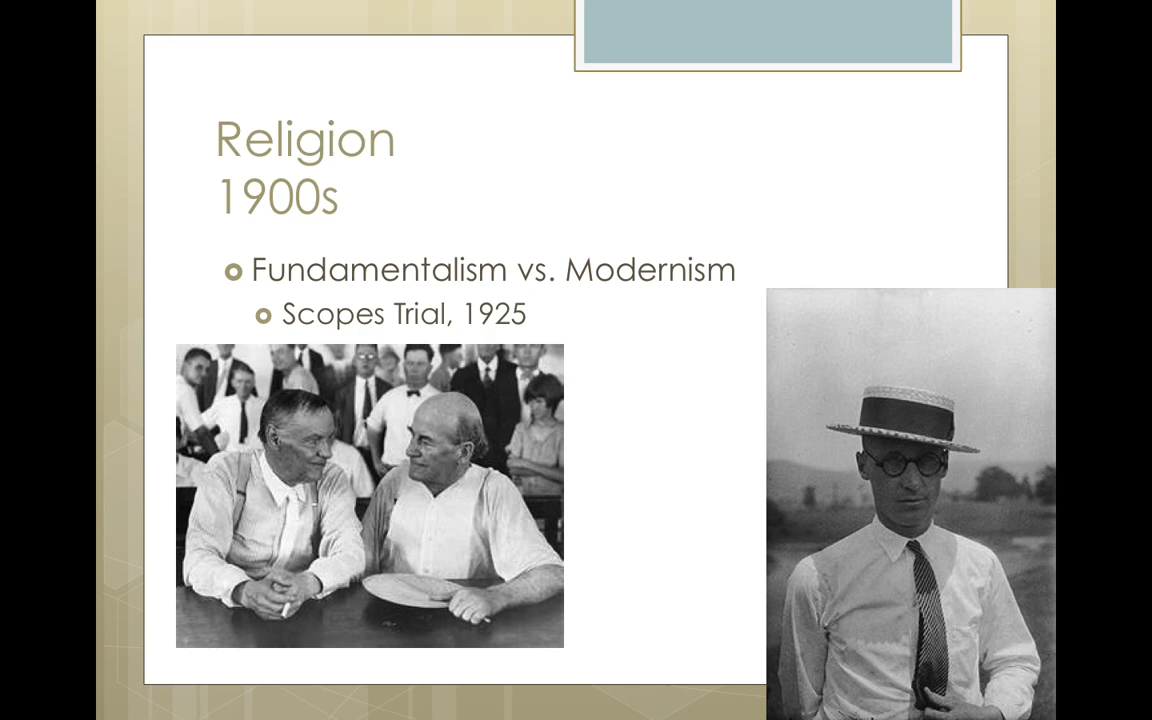 Religion
1900s
Fundamentalism vs. Modernism
Scopes Trial, 1925